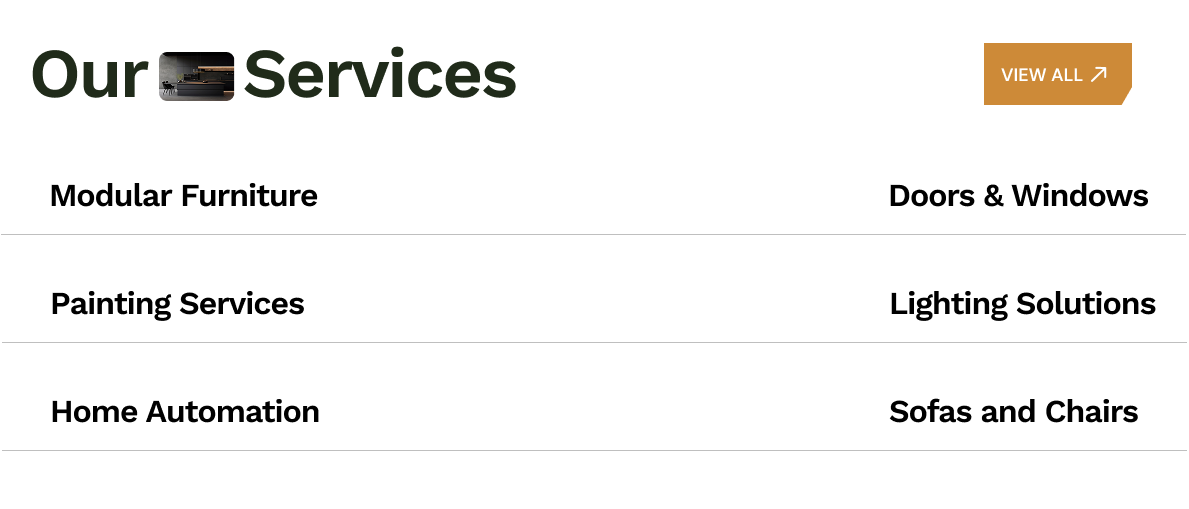 Our Services
VIEW ALL
Modular Furniture
Doors & Windows
Painting Services
Lighting Solutions
Home Automation
Sofas and Chairs